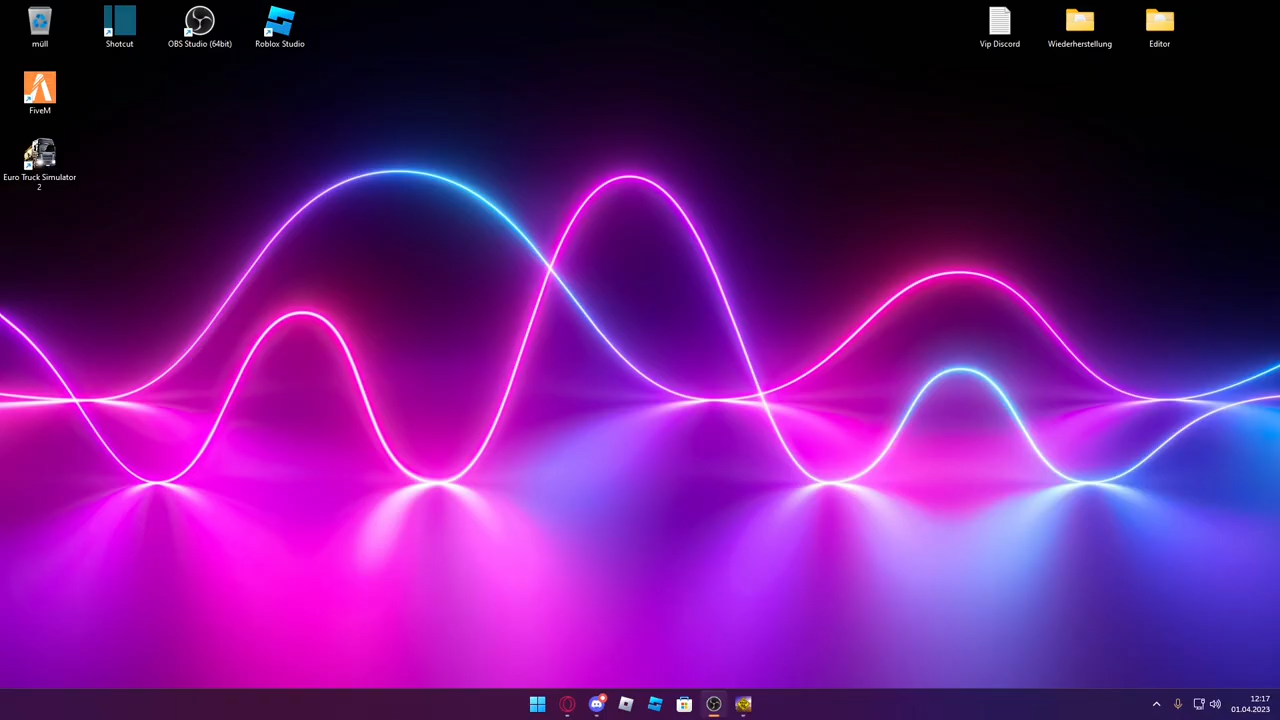 müll
Shotcut
OBS Studio (64bit)
Roblox Studio
Vip Discord
Wiederherstellung
Editor
FiveM
Euro Truck Simulator
2
12:17
01.04.2023